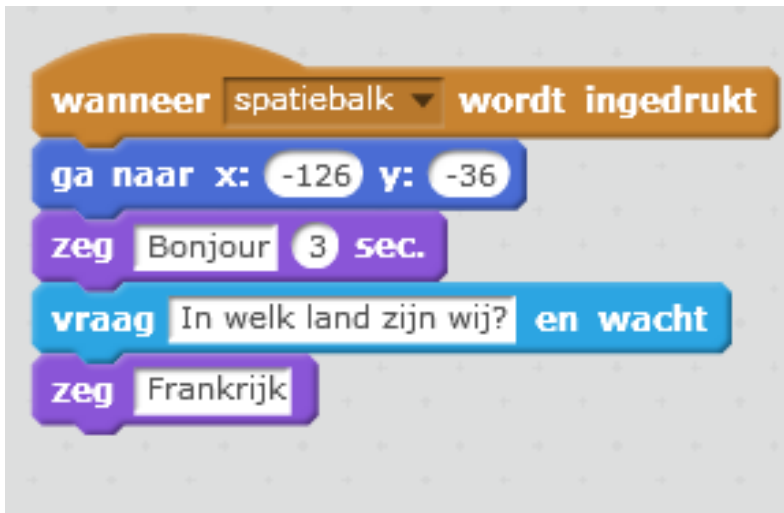 wanneer spatiebalk wordt ingedrukt
ga naar x: -126 y: -36
zeg Bonjour 3 sec.
vraag In welk land zijn wij? en wacht
zeg Frankrijk